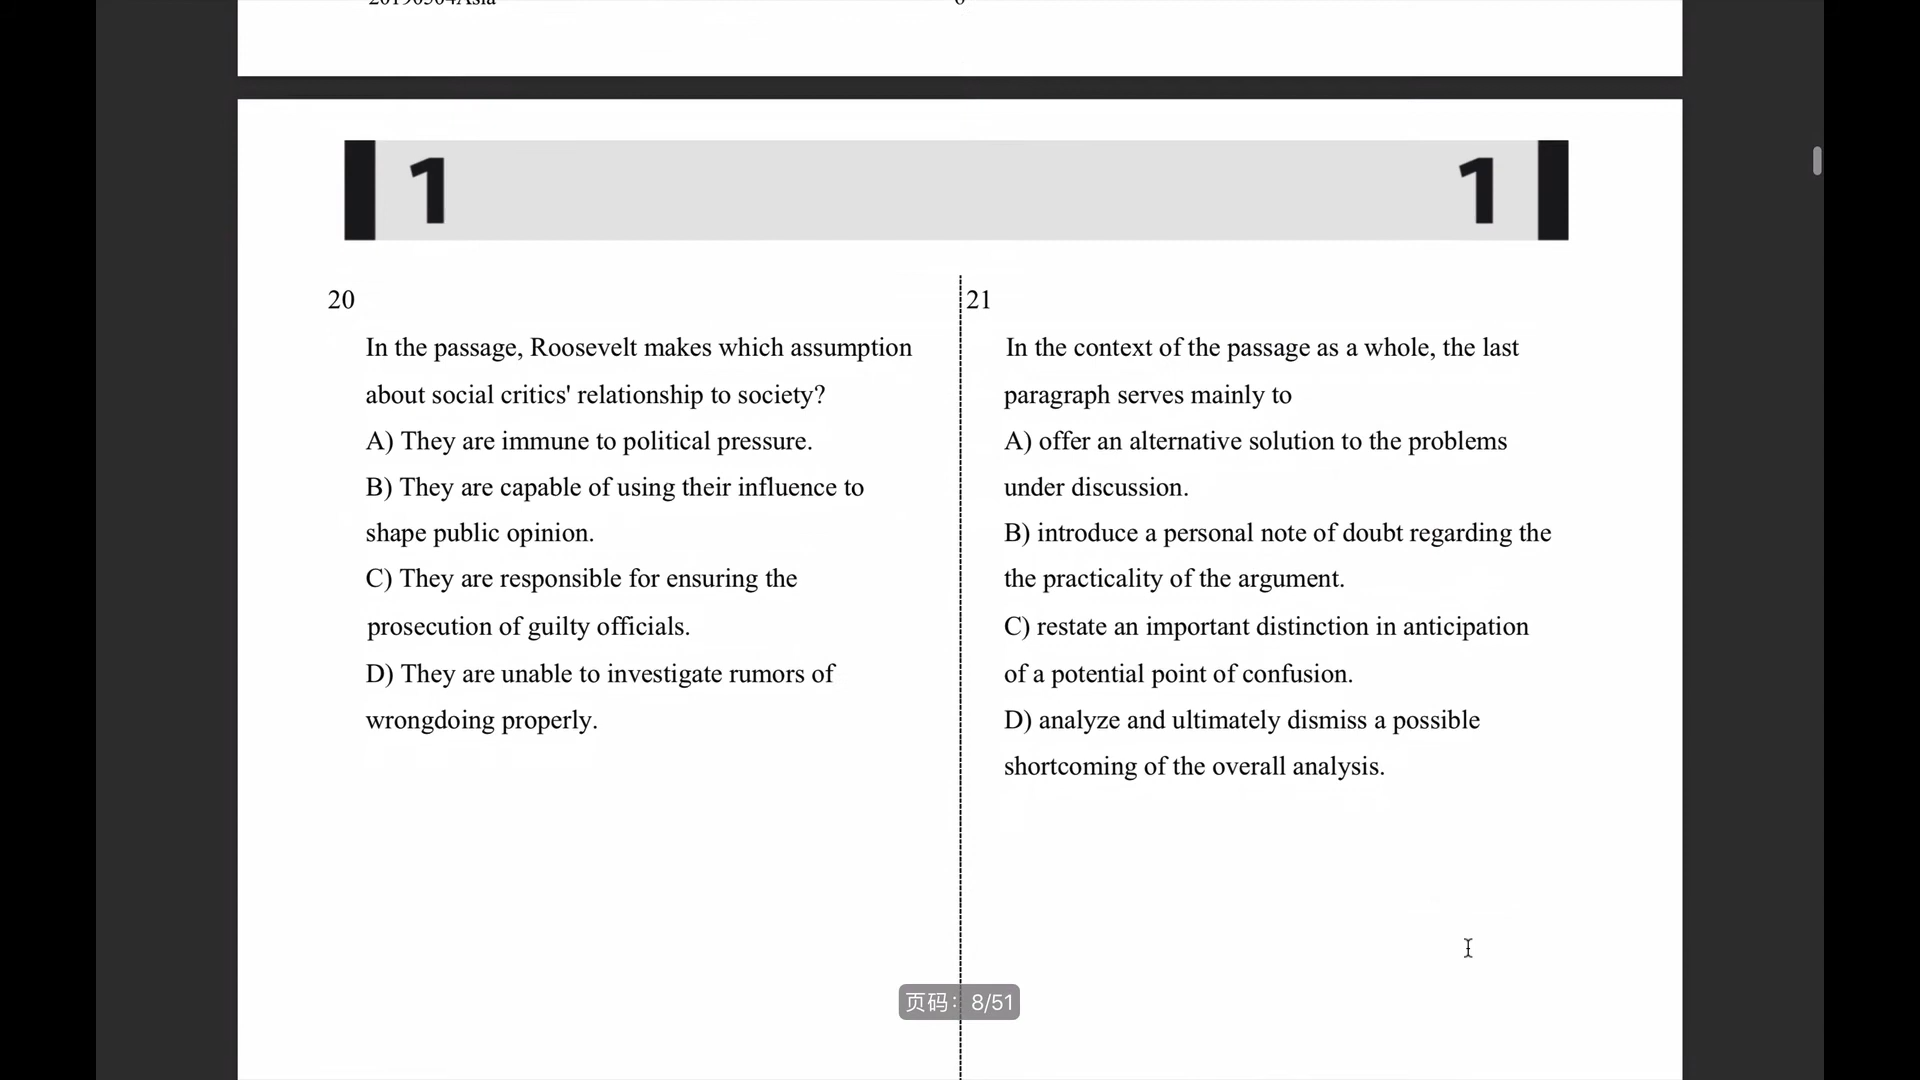 20190504Asia
6
1
1
20
In the passage, Roosevelt makes which assumption
about social critics' relationship to society?
A) They are immune to political pressure.
B) They are capable of using their influence to
shape public opinion.
C) They are responsible for ensuring the
prosecution of guilty officials.
D) They are unable to investigate rumors of
wrongdoing properly.
21
In the context of the passage as a whole, the last
paragraph serves mainly to
A) offer an alternative solution to the problems
under discussion.
B) introduce a personal note of doubt regarding the
the practicality of the argument.
C) restate an important distinction in anticipation
of a potential point of confusion.
D) analyze and ultimately dismiss a possible
shortcoming of the overall analysis.
页码：8/51